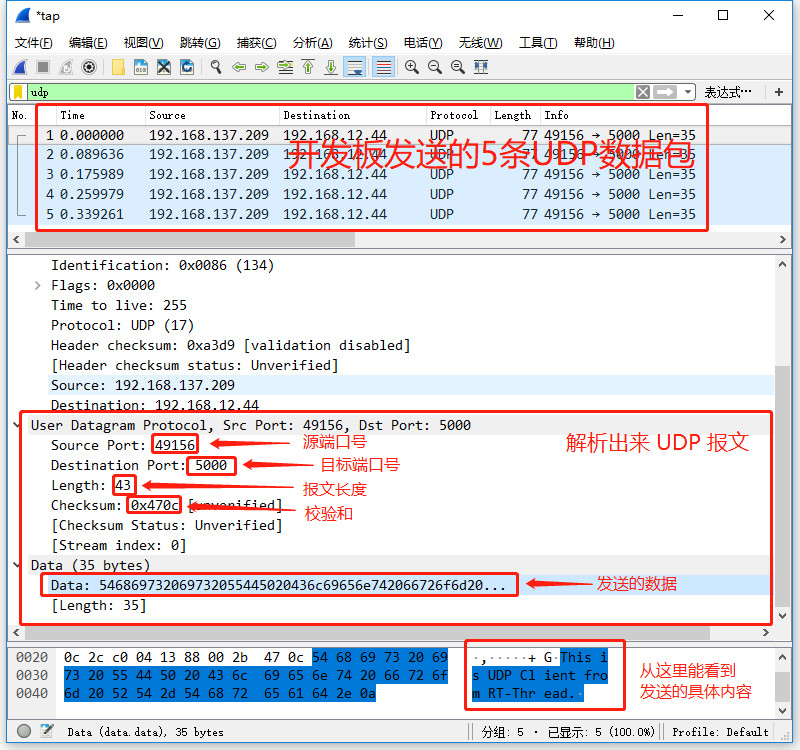 *tap
文件(F) 编辑(E) 视图(V) 跳转(G) 捕获(C) 分析(A) 统计(S) 电话(Y) 无线(W) 工具(T) 帮助(H)
udp 表达式…
No. Time Source Destination Protocol Length Info
1 0.000000 192.168.137.209 192.168.12.44 UDP 77 49156 → 5000 Len=35
2 0.089636 192.168.137.209 192.168.12.44 UDP 77 49156 → 5000 Len=35
开发板发送的5条UDP数据包
3 0.175989 192.168.137.209 192.168.12.44 UDP 77 49156 → 5000 Len=35
4 0.259979 192.168.137.209 192.168.12.44 UDP 77 49156 → 5000 Len=35
5 0.339261 192.168.137.209 192.168.12.44 UDP 77 49156 → 5000 Len=35
Identification: 0x0086 (134)
Flags: 0x0000
Time to live: 255
Protocol: UDP (17)
Header checksum: 0xa3d9 [validation disabled]
[Header checksum status: Unverified]
Source: 192.168.137.209
Destination: 192.168.12.44
User Datagram Protocol, Src Port: 49156, Dst Port: 5000
Source Port: 49156 源端口号
解析出来 UDP 报文
Destination Port: 5000 目标端口号
Length: 43 报文长度
Checksum: 0x470c [unverified] 校验和
[Checksum Status: Unverified]
[Stream index: 0]
Data (35 bytes)
Data: 546869732069732055445020436c69656e742066726f6d20... 发送的数据
[Length: 35]
0020 0c 2c c0 04 13 88 00 2b 47 0c 54 68 69 73 20 69 ·,·····+ G·This i
0030 73 20 55 44 50 20 43 6c 69 65 6e 74 20 66 72 6f s UDP Cl ient fro
0040 6d 20 52 54 2d 54 68 72 65 61 64 2e 0a m RT-Thr ead.·
从这里能看到
发送的具体内容
Data (data.data), 35 bytes 分组: 5 · 已显示: 5 (100.0%) Profile: Default